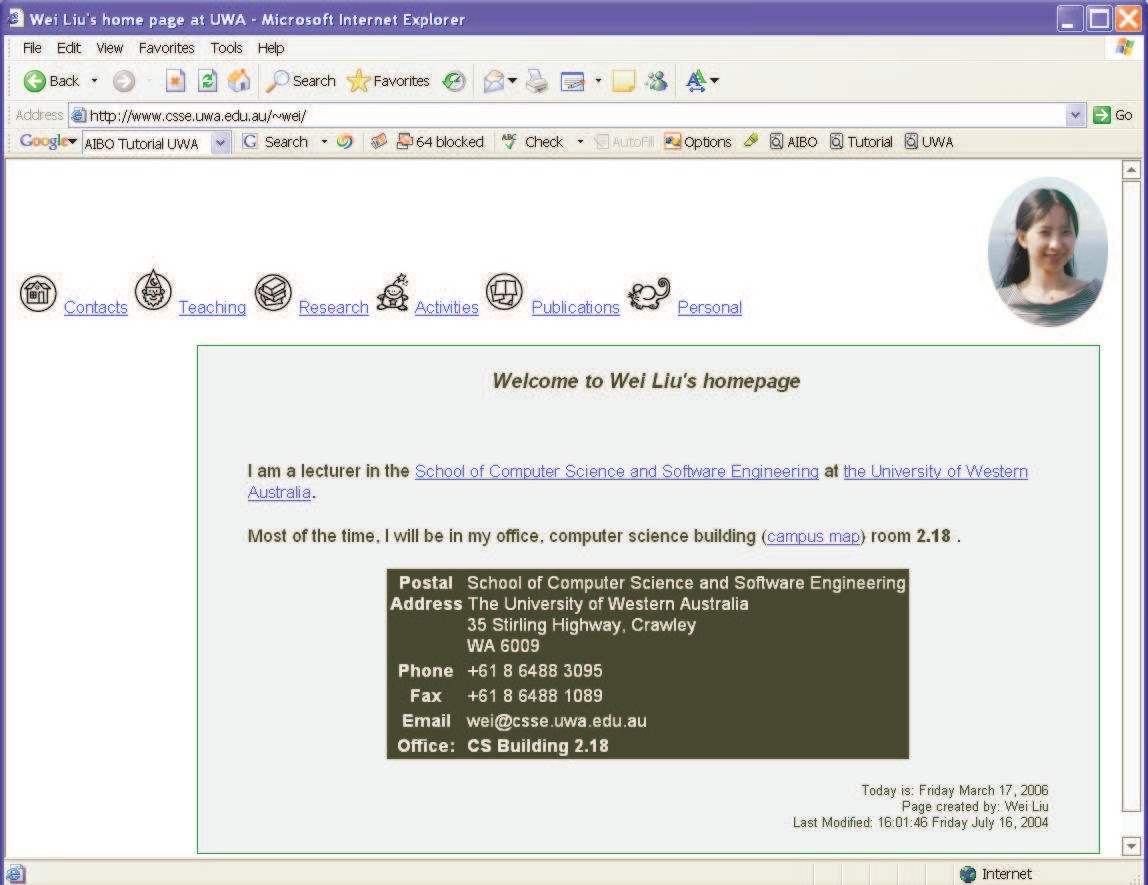 Wei Liu's home page at UWA - Microsoft Internet Explorer
File Edit View Favorites Tools Help
Back Search Favorites
Address http://www.csse.uwa.edu.au/~wei/ Go
Google AIBO Tutorial UWA G Search 64 blocked ABC Check AutoFill Options AIBO Tutorial UWA
Contacts Teaching Research Activities Publications Personal
Welcome to Wei Liu's homepage
I am a lecturer in the School of Computer Science and Software Engineering at the University of Western
Australia.
Most of the time, I will be in my office, computer science building (campus map) room 2.18 .
Postal School of Computer Science and Software Engineering
Address The University of Western Australia
35 Stirling Highway, Crawley
WA 6009
Phone +61 8 6488 3095
Fax +61 8 6488 1089
Email wei@csse.uwa.edu.au
Office: CS Building 2.18
Today is: Friday March 17, 2006
Page created by: Wei Liu
Last Modified: 16:01:46 Friday July 16, 2004
Internet